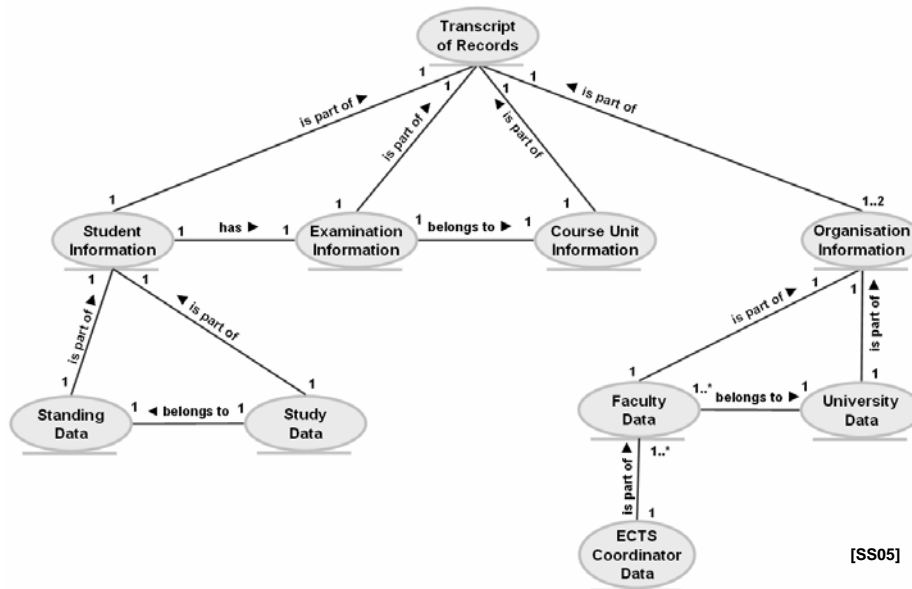 Transcript
of Records
1 1 1 1
is part of ►
is part of ►
◄ is part of
◄ is part of
1 1 1 1..2
Student
Information
1 has ► 1
Examination
Information
1 belongs to ► 1
Course Unit
Information
Organisation
Information
1 1 1 1
is part of ►
◄ is part of
is part of ►
is part of ►
1 1 1 1
Standing
Data
1 ◄ belongs to 1
Study
Data
Faculty
Data
1..* belongs to ► 1
University
Data
1..*
is part of ►
1
ECTS
Coordinator
Data
[SS05]